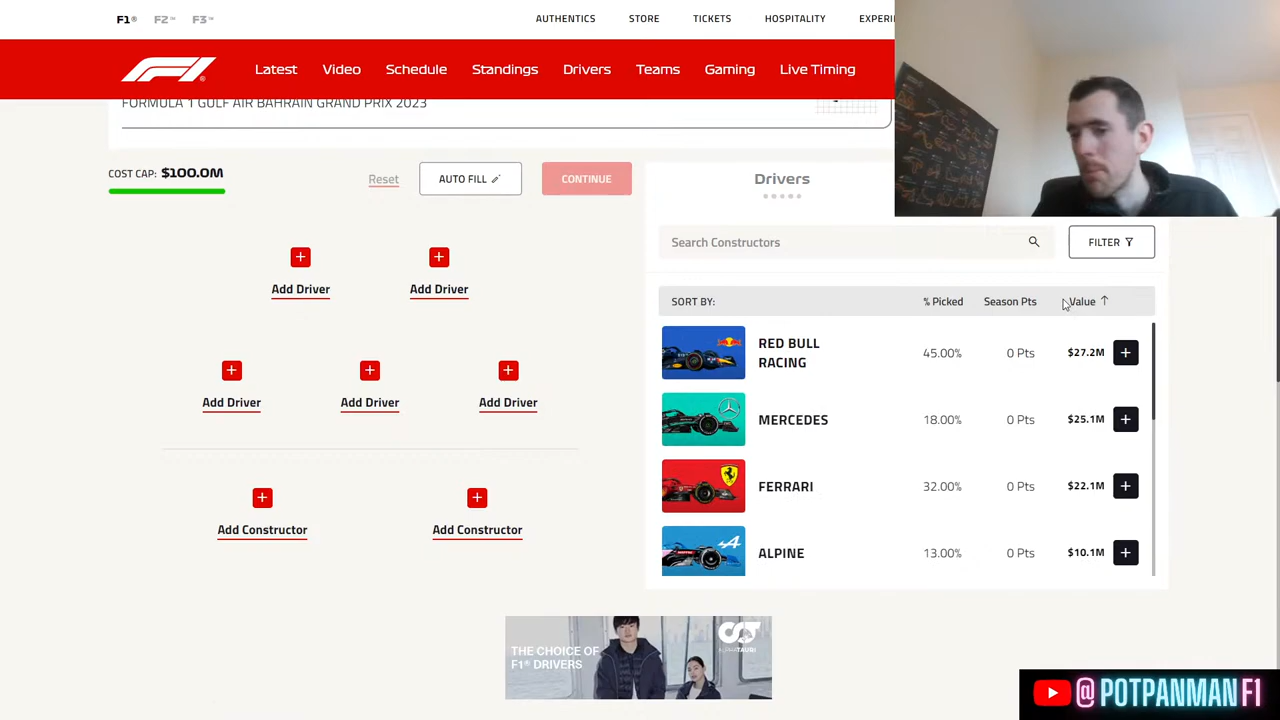 F1® F2™ F3™ AUTHENTICS STORE TICKETS HOSPITALITY
F1 Latest Video Schedule Standings Drivers Teams Gaming Live Timing
FORMULA 1 GULF AIR BAHRAIN GRAND PRIX 2023
COST CAP: $100.0M Reset AUTO FILL CONTINUE
Add Driver Add Driver
Add Driver Add Driver Add Driver
Add Constructor Add Constructor
Drivers
Search Constructors FILTER
SORT BY: % Picked Season Pts Value ↑
RED BULL
RACING 45.00% 0 Pts $27.2M +
MERCEDES 18.00% 0 Pts $25.1M +
FERRARI 32.00% 0 Pts $22.1M +
ALPINE 13.00% 0 Pts $10.1M +
THE CHOICE OF
F1® DRIVERS
ALPHATAURI
@POTPANMAN F1